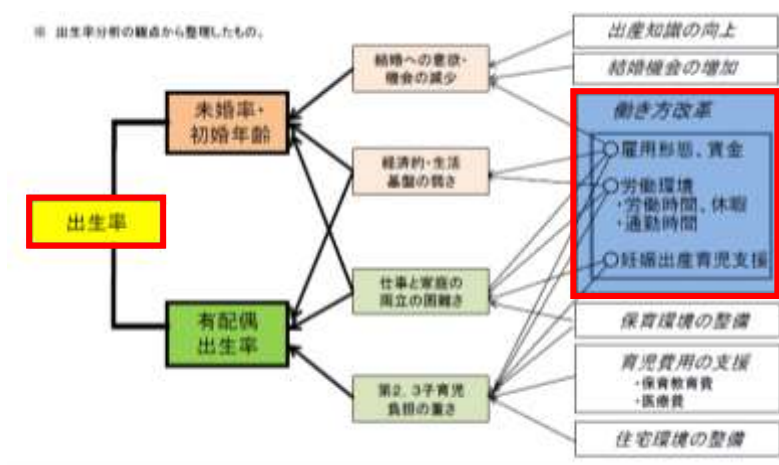 ※ 出生率分析の観点から整理したもの。
出生率
未婚率・
初婚年齢
有配偶
出生率
結婚への意欲・
機会の減少
経済的・生活
基盤の弱さ
仕事と家庭の
両立の困難さ
第2、3子育児
負担の重さ
出産知識の向上
結婚機会の増加
働き方改革
○雇用形態、賃金
○労働環境
・労働時間、休暇
・通勤時間
○妊娠出産育児支援
保育環境の整備
育児費用の支援
・保育教育費
・医療費
住宅環境の整備